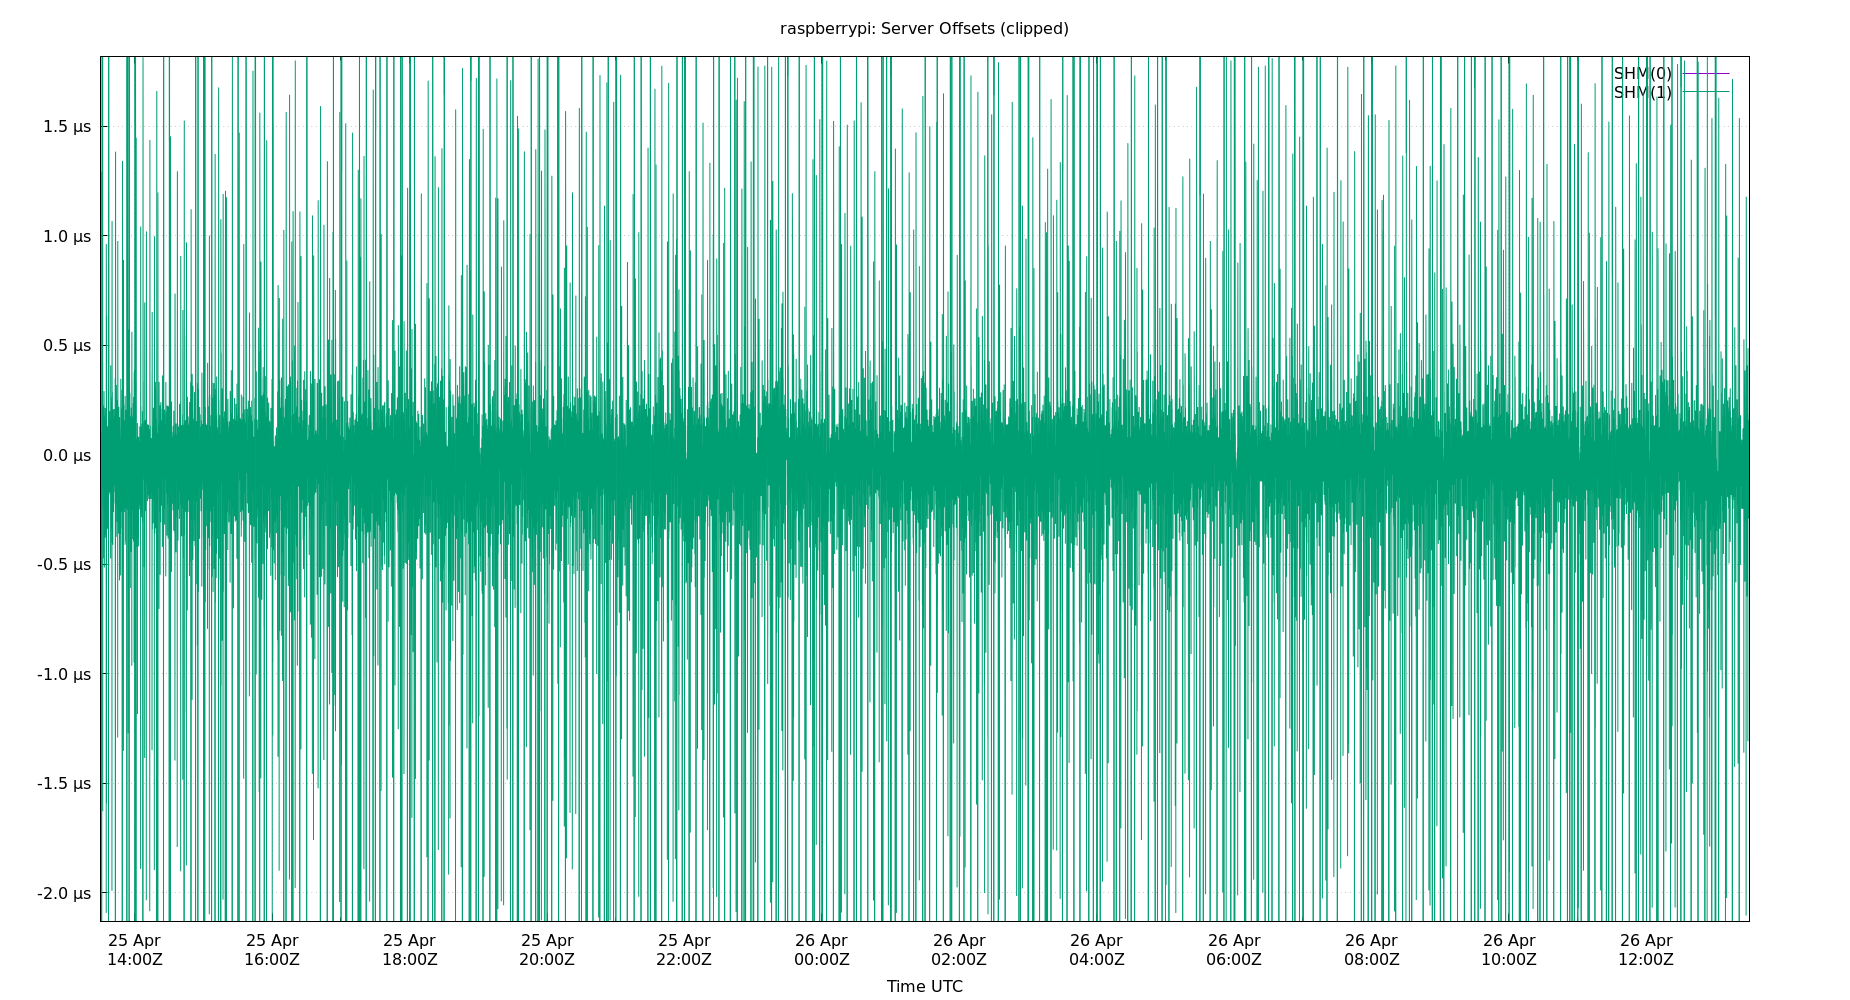 raspberrypi: Server Offsets (clipped)
SHM(0)
SHM(1)
1.5 µs
1.0 µs
0.5 µs
0.0 µs
-0.5 µs
-1.0 µs
-1.5 µs
-2.0 µs
25 Apr 25 Apr 25 Apr 25 Apr 25 Apr 26 Apr 26 Apr 26 Apr 26 Apr 26 Apr 26 Apr 26 Apr
14:00Z 16:00Z 18:00Z 20:00Z 22:00Z 00:00Z 02:00Z 04:00Z 06:00Z 08:00Z 10:00Z 12:00Z
Time UTC